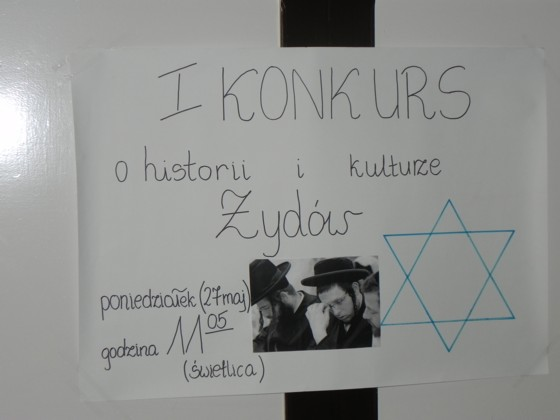 I KONKURS
o historii i kulturze
Żydów
poniedziałek (27 maj)
godzina 11 05
(świetlica)